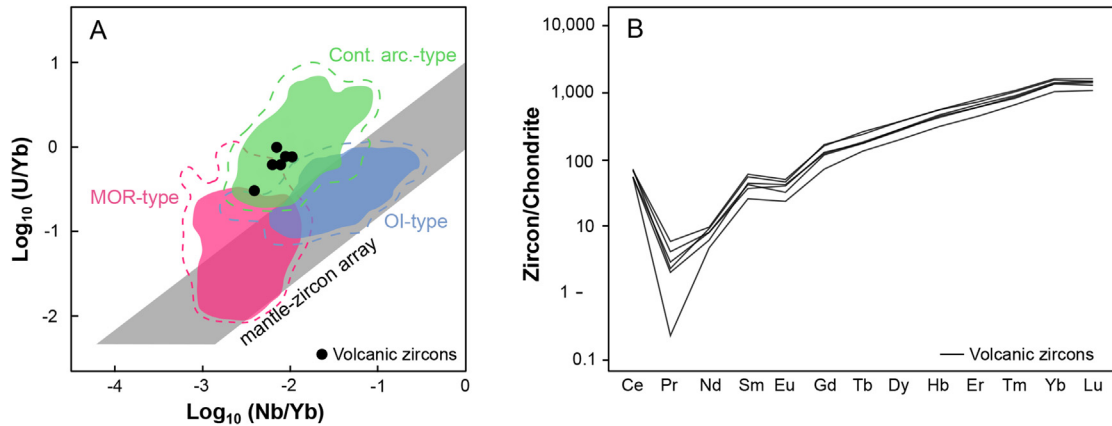 A
Log10 (U/Yb)
1
0
-1
-2
Cont. arc.-type
MOR-type
OI-type
mantle-zircon array
Volcanic zircons
-4 -3 -2 -1 0
Log10 (Nb/Yb)
B
Zircon/Chondrite
10,000
1,000
100
10
1
0.1
Volcanic zircons
Ce Pr Nd Sm Eu Gd Tb Dy Hb Er Tm Yb Lu